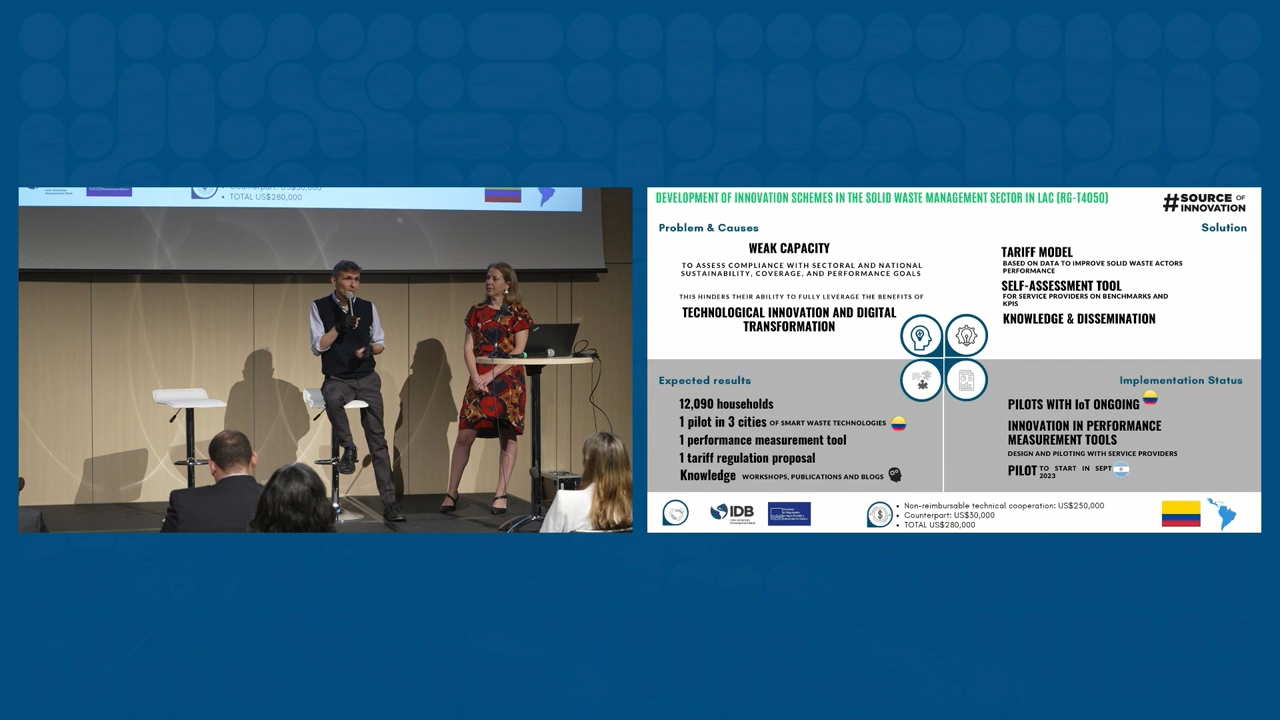 Counterpart: US$30,000
• TOTAL US$280,000
DEVELOPMENT OF INNOVATION SCHEMES IN THE SOLID WASTE MANAGEMENT SECTOR IN LAC (RG-T4050)
#SOURCE OF
INNOVATION
Problem & Causes
Solution
WEAK CAPACITY
TO ASSESS COMPLIANCE WITH SECTORAL AND NATIONAL
SUSTAINABILITY, COVERAGE, AND PERFORMANCE GOALS
THIS HINDERS THEIR ABILITY TO FULLY LEVERAGE THE BENEFITS OF
TECHNOLOGICAL INNOVATION AND DIGITAL
TRANSFORMATION
TARIFF MODEL
BASED ON DATA TO IMPROVE SOLID WASTE ACTORS
PERFORMANCE
SELF-ASSESSMENT TOOL
FOR SERVICE PROVIDERS ON BENCHMARKS AND
KPIS
KNOWLEDGE & DISSEMINATION
Expected results
12,090 households
1 pilot in 3 cities OF SMART WASTE TECHNOLOGIES
1 performance measurement tool
1 tariff regulation proposal
Knowledge WORKSHOPS, PUBLICATIONS AND BLOGS
Implementation Status
PILOTS WITH IoT ONGOING
INNOVATION IN PERFORMANCE
MEASUREMENT TOOLS
DESIGN AND PILOTING WITH SERVICE PROVIDERS
PILOT TO START IN SEPT
2023
IDB
• Non-reimbursable technical cooperation: US$250,000
• Counterpart: US$30,000
• TOTAL US$280,000